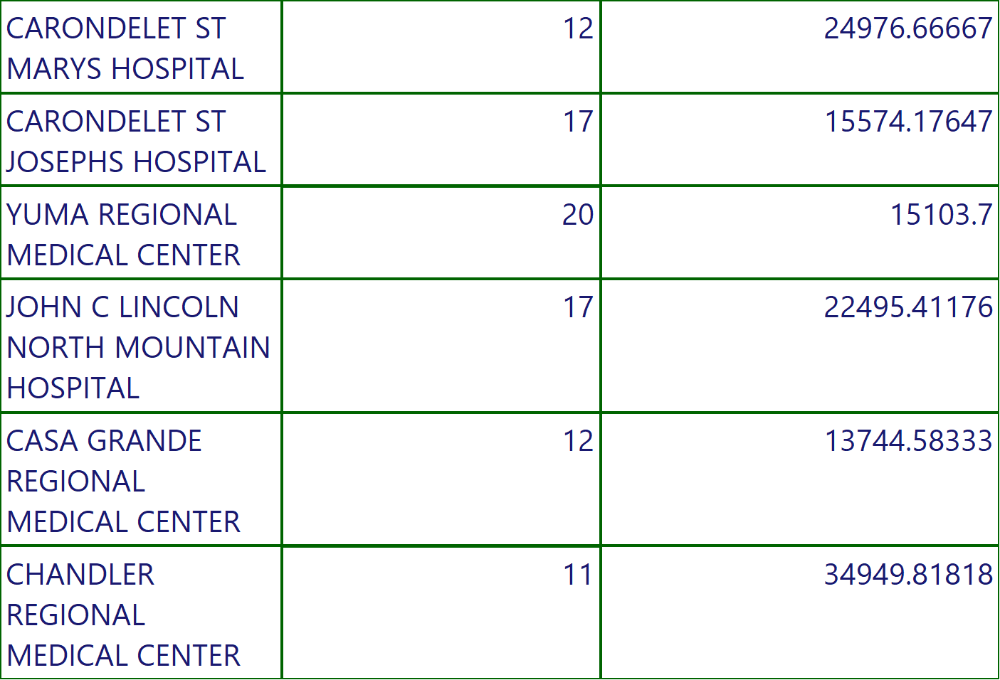 CARONDELET ST 12 24976.66667
MARYS HOSPITAL
CARONDELET ST 17 15574.17647
JOSEPHS HOSPITAL
YUMA REGIONAL 20 15103.7
MEDICAL CENTER
JOHN C LINCOLN 17 22495.41176
NORTH MOUNTAIN
HOSPITAL
CASA GRANDE 12 13744.58333
REGIONAL
MEDICAL CENTER
CHANDLER 11 34949.81818
REGIONAL
MEDICAL CENTER